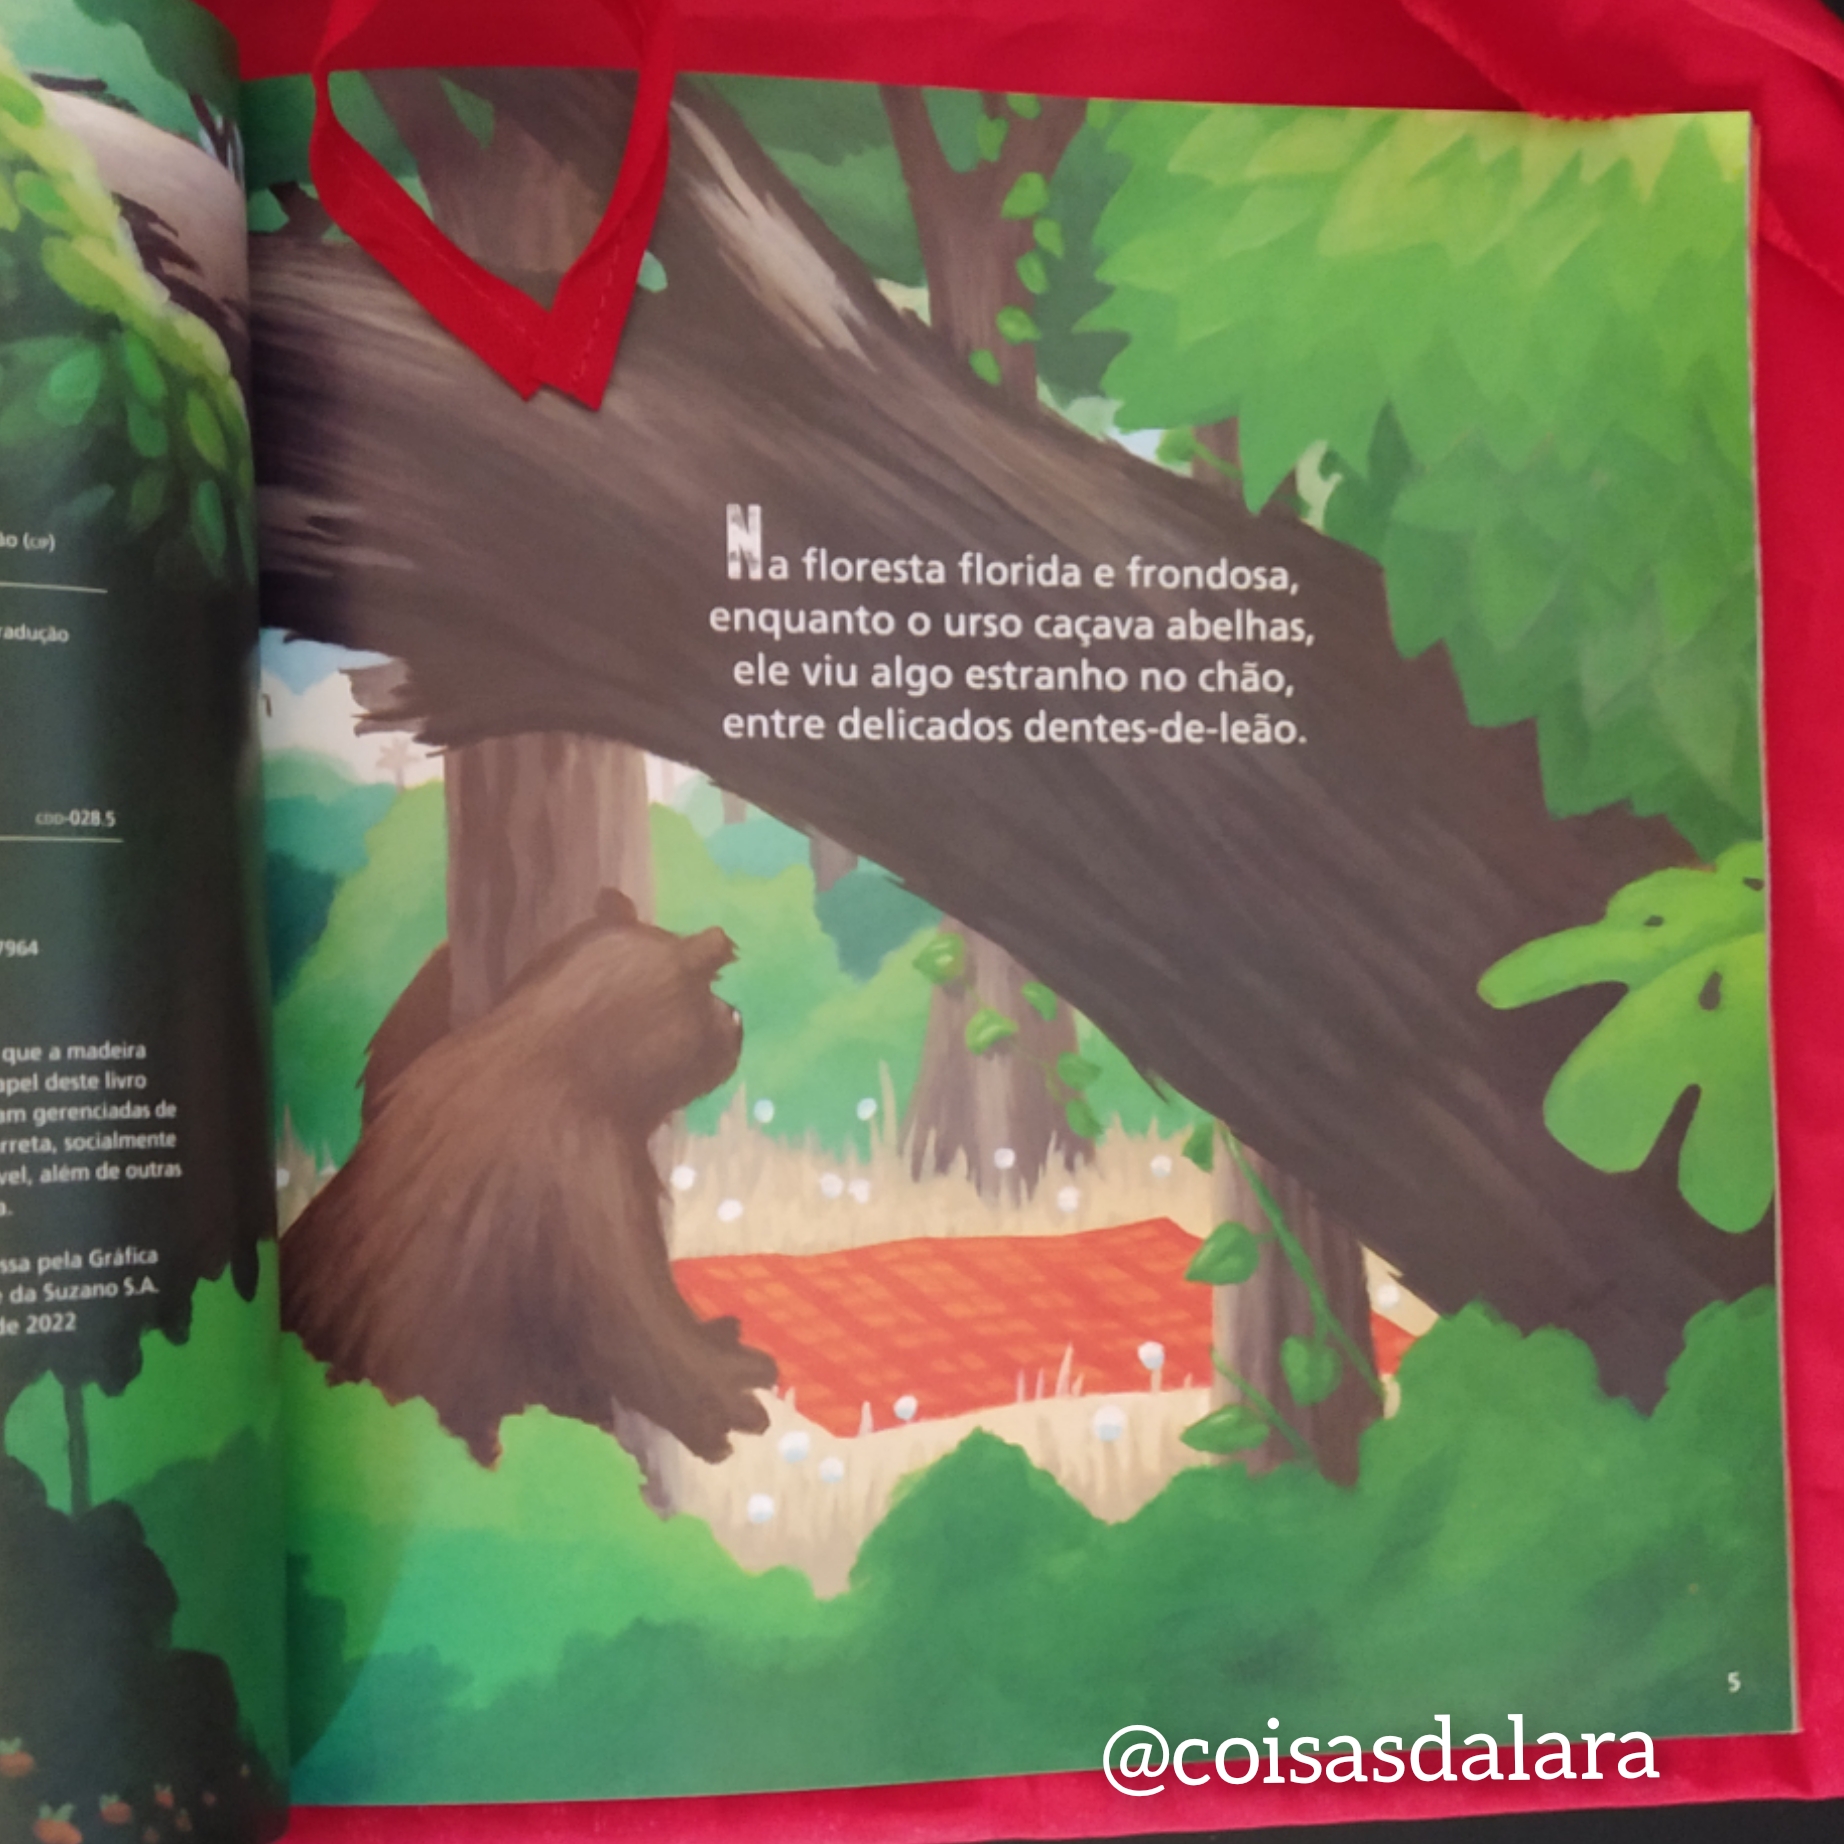 ão (CIP)
radução
CDD-028.5
7964
que a madeira
apel deste livro
am gerenciadas de
rreta, socialmente
vel, além de outras
a.
ssa pela Gráfica
e da Suzano S.A.
de 2022
Na floresta florida e frondosa,
enquanto o urso caçava abelhas,
ele viu algo estranho no chão,
entre delicados dentes-de-leão.
5
@coisasdalara